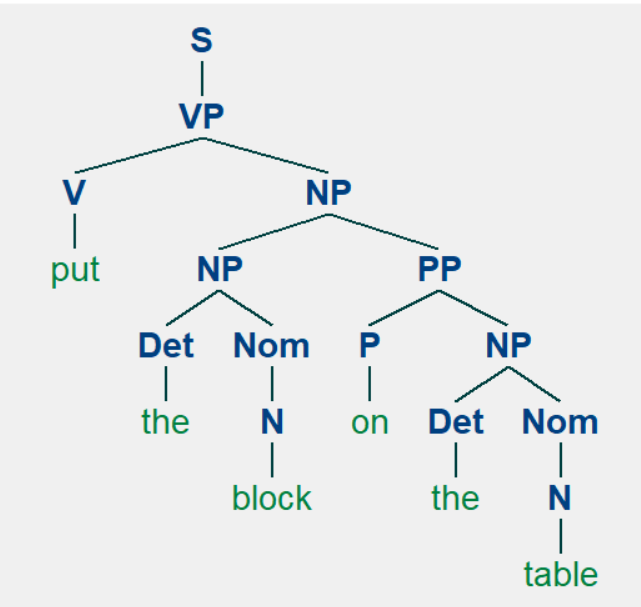 S
VP
V NP
put NP PP
Det Nom P NP
the N on Det Nom
block the N
table